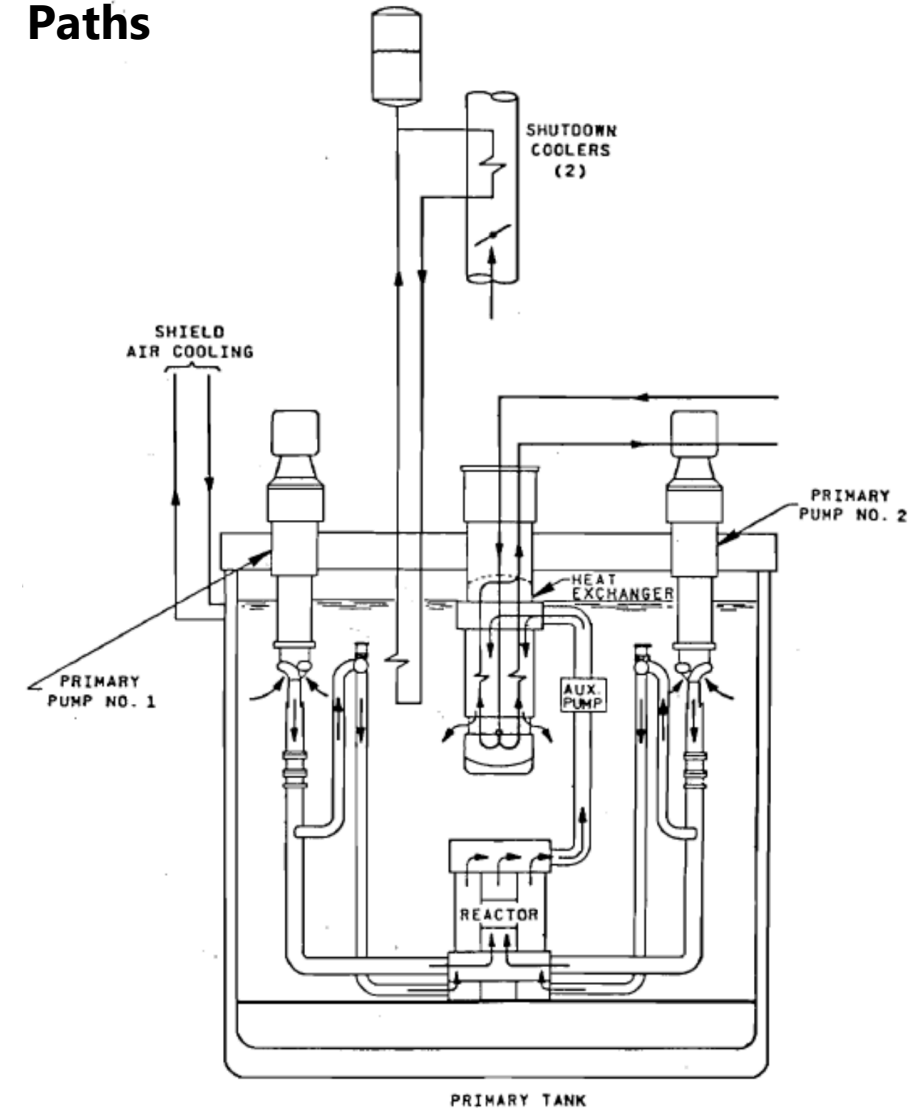 Paths
SHUTDOWN
COOLERS
(2)
SHIELD
AIR COOLING
PRIMARY
PUMP NO. 2
HEAT
EXCHANGER
PRIMARY
PUMP NO. 1
AUX.
PUMP
REACTOR
PRIMARY TANK